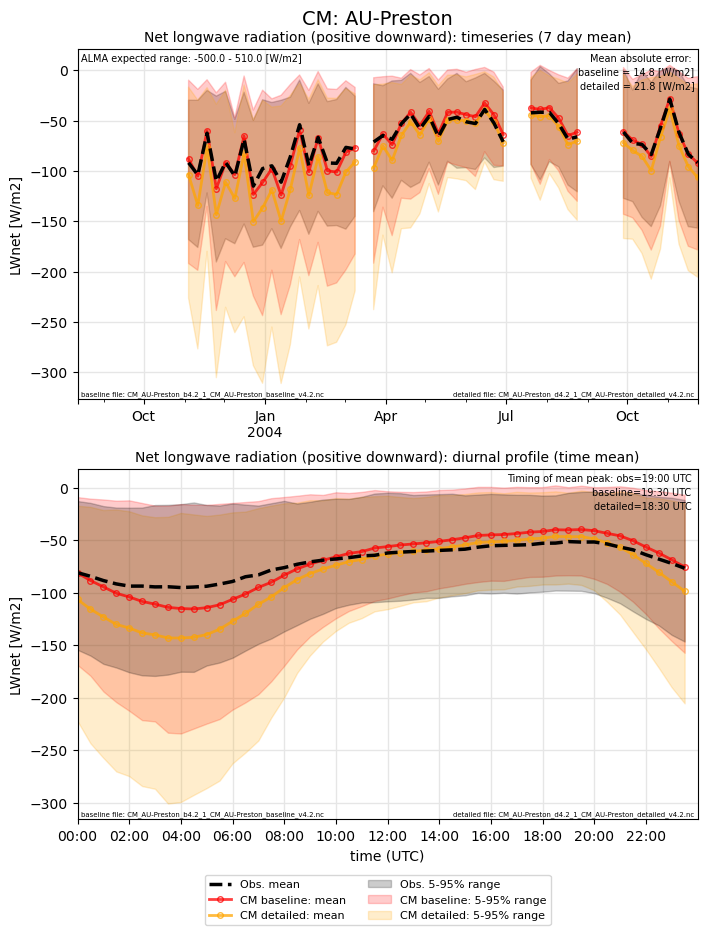 CM: AU-Preston
Net longwave radiation (positive downward): timeseries (7 day mean)
ALMA expected range: -500.0 - 510.0 [W/m2]
Mean absolute error:
baseline = 14.8 [W/m2]
detailed = 21.8 [W/m2]
0
−50
−100
−150
−200
−250
−300
LWnet [W/m2]
baseline file: CM_AU-Preston_b4.2_1_CM_AU-Preston_baseline_v4.2.nc
detailed file: CM_AU-Preston_d4.2_1_CM_AU-Preston_detailed_v4.2.nc
Oct Jan Apr Jul Oct
2004
Net longwave radiation (positive downward): diurnal profile (time mean)
Timing of mean peak: obs=19:00 UTC
baseline=19:30 UTC
detailed=18:30 UTC
0
−50
−100
−150
−200
−250
−300
LWnet [W/m2]
baseline file: CM_AU-Preston_b4.2_1_CM_AU-Preston_baseline_v4.2.nc
detailed file: CM_AU-Preston_d4.2_1_CM_AU-Preston_detailed_v4.2.nc
00:00 02:00 04:00 06:00 08:00 10:00 12:00 14:00 16:00 18:00 20:00 22:00
time (UTC)
Obs. mean
CM baseline: mean
CM detailed: mean
Obs. 5-95% range
CM baseline: 5-95% range
CM detailed: 5-95% range